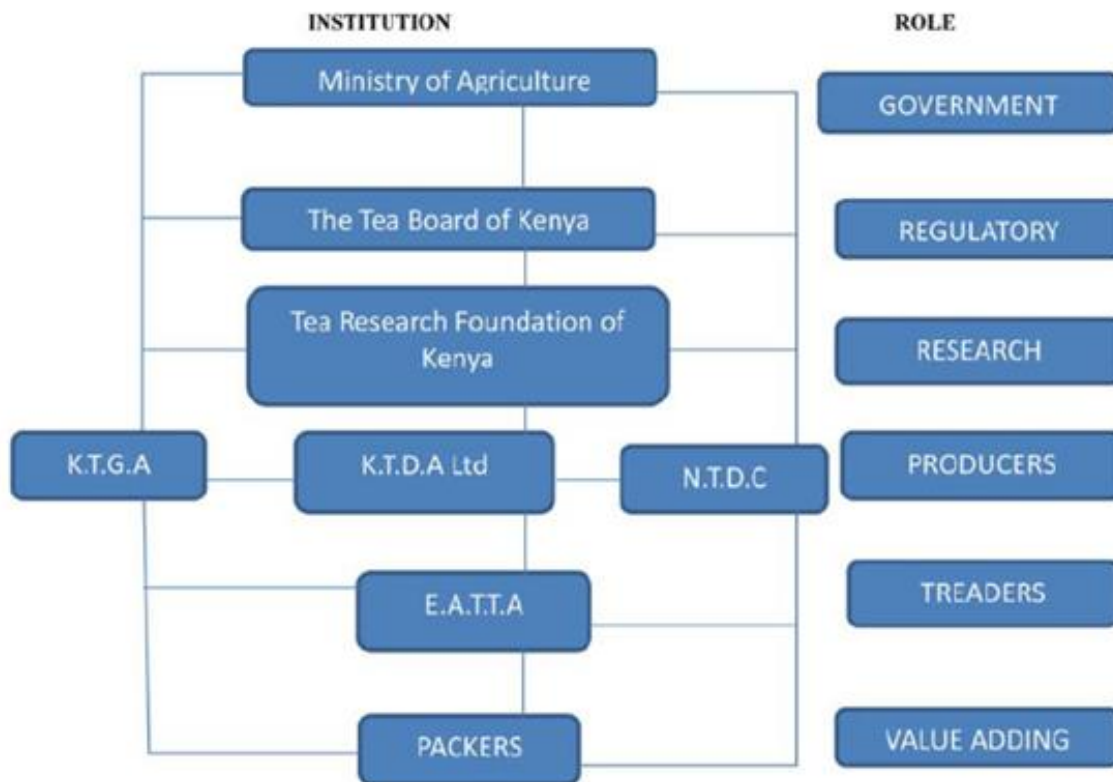 INSTITUTION
ROLE
Ministry of Agriculture
GOVERNMENT
The Tea Board of Kenya
REGULATORY
Tea Research Foundation of
Kenya
RESEARCH
K.T.G.A
K.T.D.A Ltd
N.T.D.C
PRODUCERS
E.A.T.T.A
TREADERS
PACKERS
VALUE ADDING